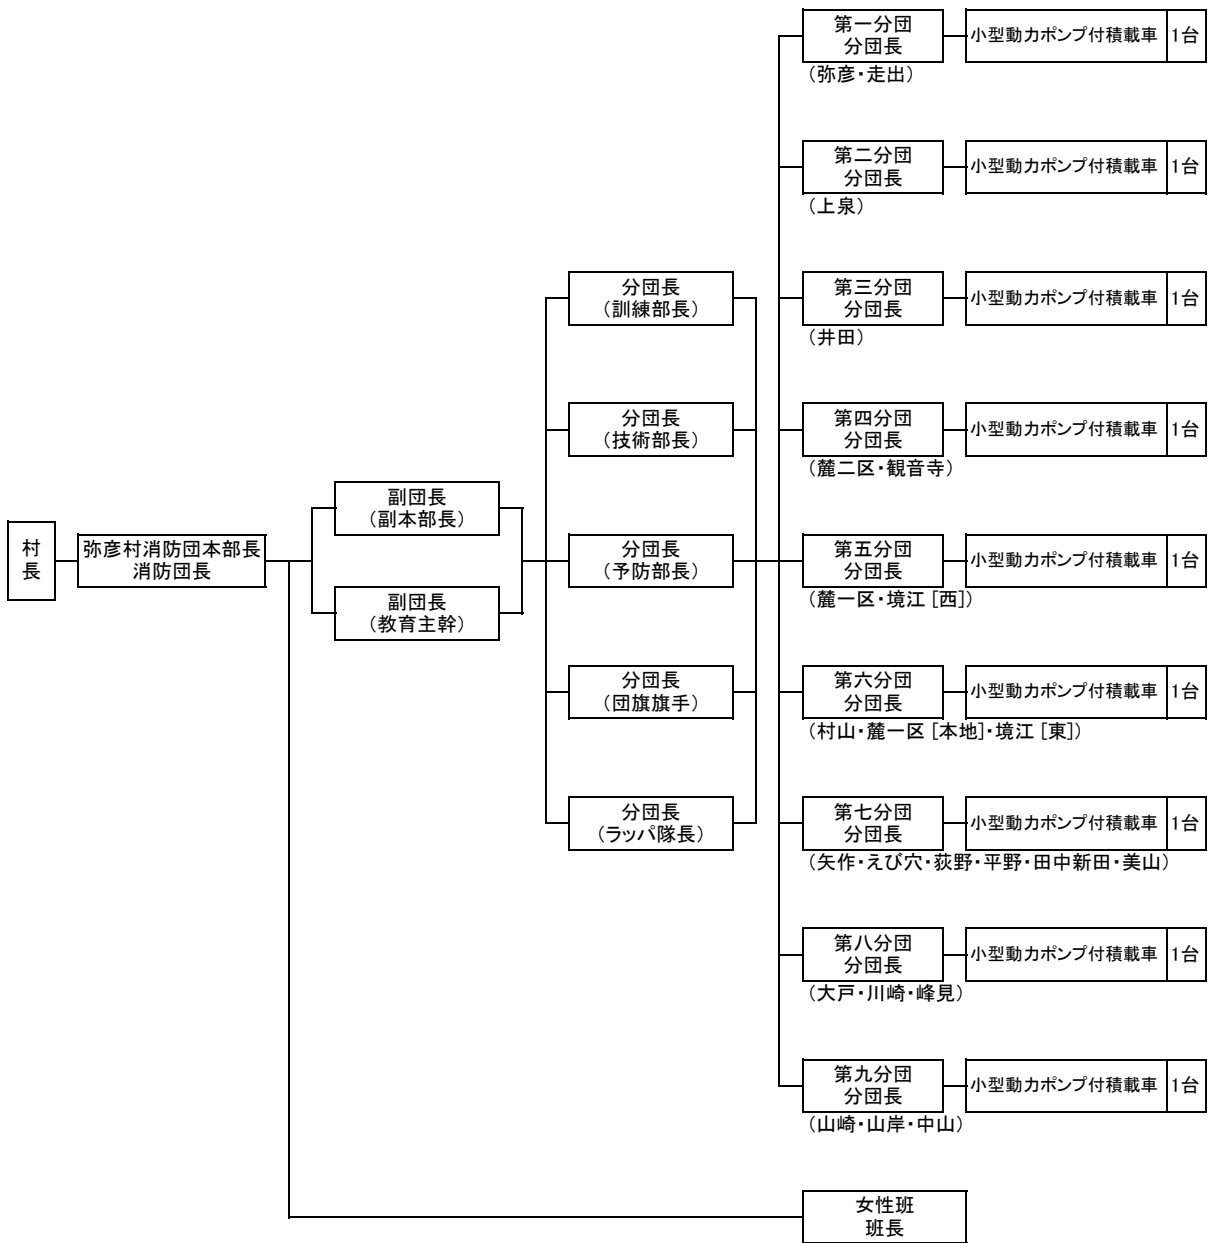 村
長
弥彦村消防団本部長
消防団長
副団長
（副本部長）
副団長
（教育主幹）
分団長
（訓練部長）
分団長
（技術部長）
分団長
（予防部長）
分団長
（団旗旗手）
分団長
（ラッパ隊長）
第一分団
分団長
小型動力ポンプ付積載車 1台
（弥彦・走出）
第二分団
分団長
小型動力ポンプ付積載車 1台
（上泉）
第三分団
分団長
小型動力ポンプ付積載車 1台
（井田）
第四分団
分団長
小型動力ポンプ付積載車 1台
（麓二区・観音寺）
第五分団
分団長
小型動力ポンプ付積載車 1台
（麓一区・境江［西］）
第六分団
分団長
小型動力ポンプ付積載車 1台
（村山・麓一区［本地］・境江［東］）
第七分団
分団長
小型動力ポンプ付積載車 1台
（矢作・えび穴・荻野・平野・田中新田・美山）
第八分団
分団長
小型動力ポンプ付積載車 1台
（大戸・川崎・峰見）
第九分団
分団長
小型動力ポンプ付積載車 1台
（山崎・山岸・中山）
女性班
班長